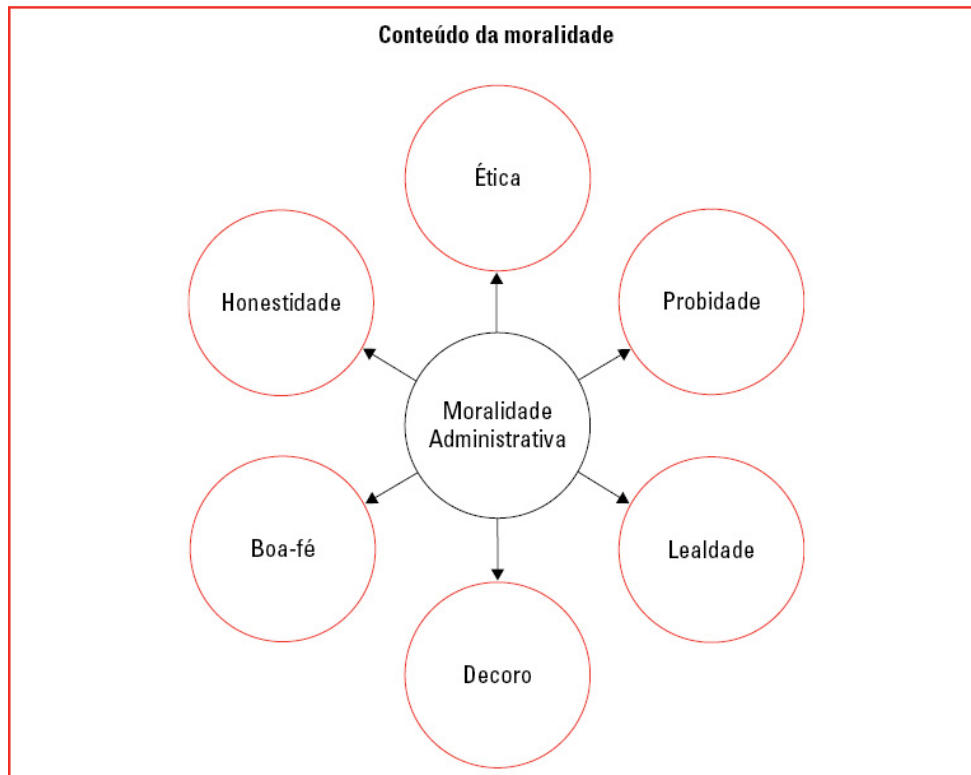 Conteúdo da moralidade
Ética
Honestidade
Probidade
Moralidade
Administrativa
Boa-fé
Lealdade
Decoro